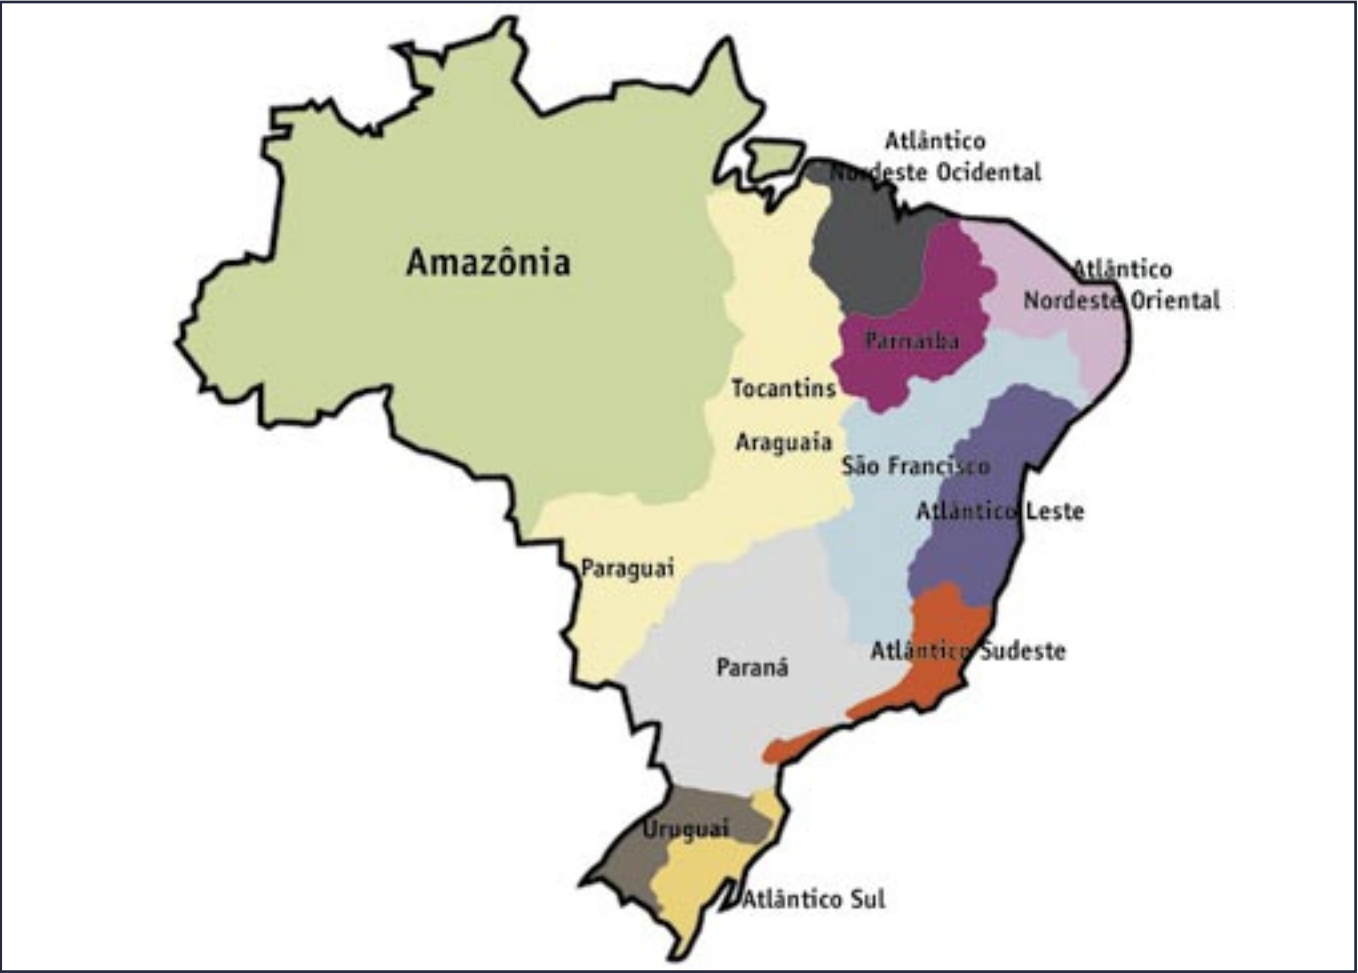 Atlântico
Nordeste Ocidental
Amazônia
Atlântico
Nordeste Oriental
Parnaíba
Tocantins
Araguaia
São Francisco
Atlântico Leste
Paraguai
Atlântico Sudeste
Paraná
Uruguai
Atlântico Sul